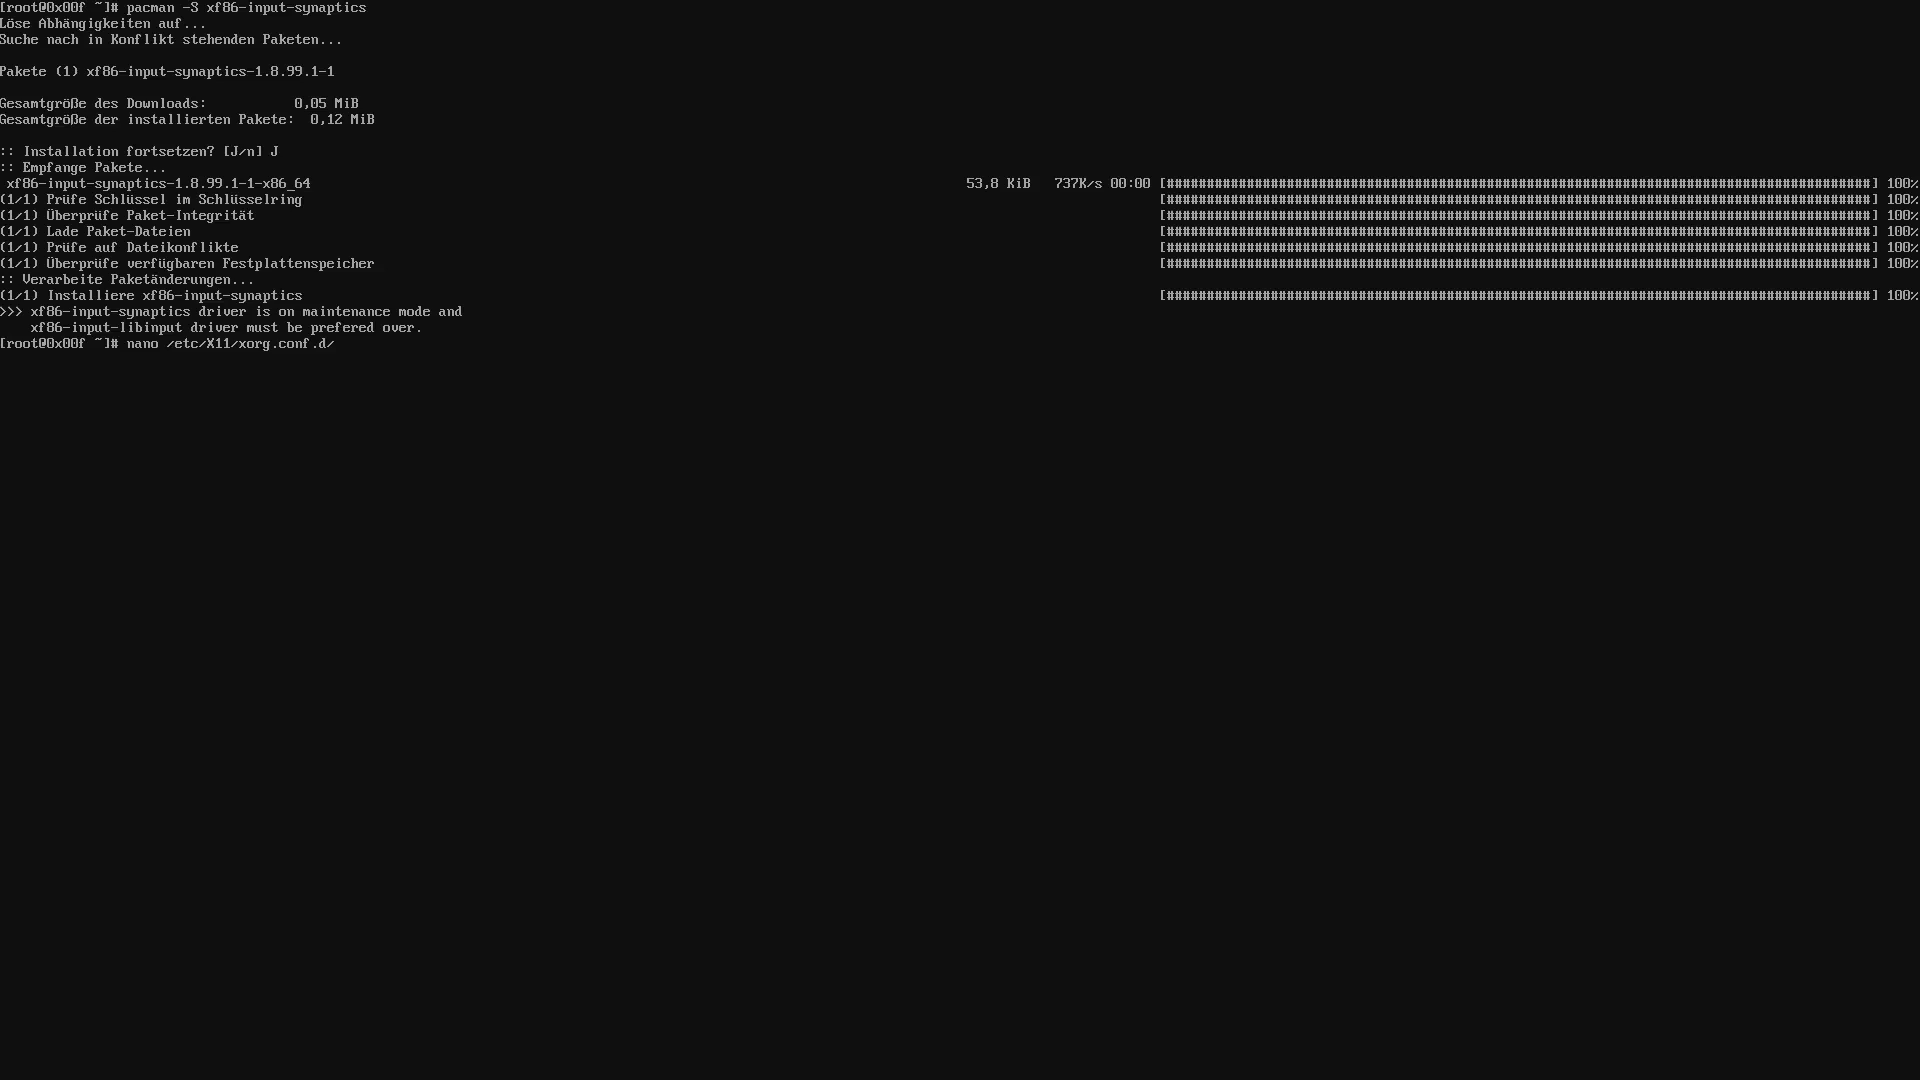 [root@0x00f ~]# pacman -S xf86-input-synaptics
Löse Abhängigkeiten auf...
Suche nach in Konflikt stehenden Paketen...
Pakete (1) xf86-input-synaptics-1.8.99.1-1
Gesamtgröße des Downloads:           0,05 MiB
Gesamtgröße der installierten Pakete:  0,12 MiB
:: Installation fortsetzen? [J/n] J
:: Empfange Pakete...
 xf86-input-synaptics-1.8.99.1-1-x86_64    53,8 KiB   737K/s 00:00 [########################################################################################] 100%
(1/1) Prüfe Schlüssel im Schlüsselring    [########################################################################################] 100%
(1/1) Überprüfe Paket-Integrität    [########################################################################################] 100%
(1/1) Lade Paket-Dateien    [########################################################################################] 100%
(1/1) Prüfe auf Dateikonflikte    [########################################################################################] 100%
(1/1) Überprüfe verfügbaren Festplattenspeicher    [########################################################################################] 100%
:: Verarbeite Paketänderungen...
(1/1) Installiere xf86-input-synaptics    [########################################################################################] 100%
>>> xf86-input-synaptics driver is on maintenance mode and
    xf86-input-libinput driver must be prefered over.
[root@0x00f ~]# nano /etc/X11/xorg.conf.d/